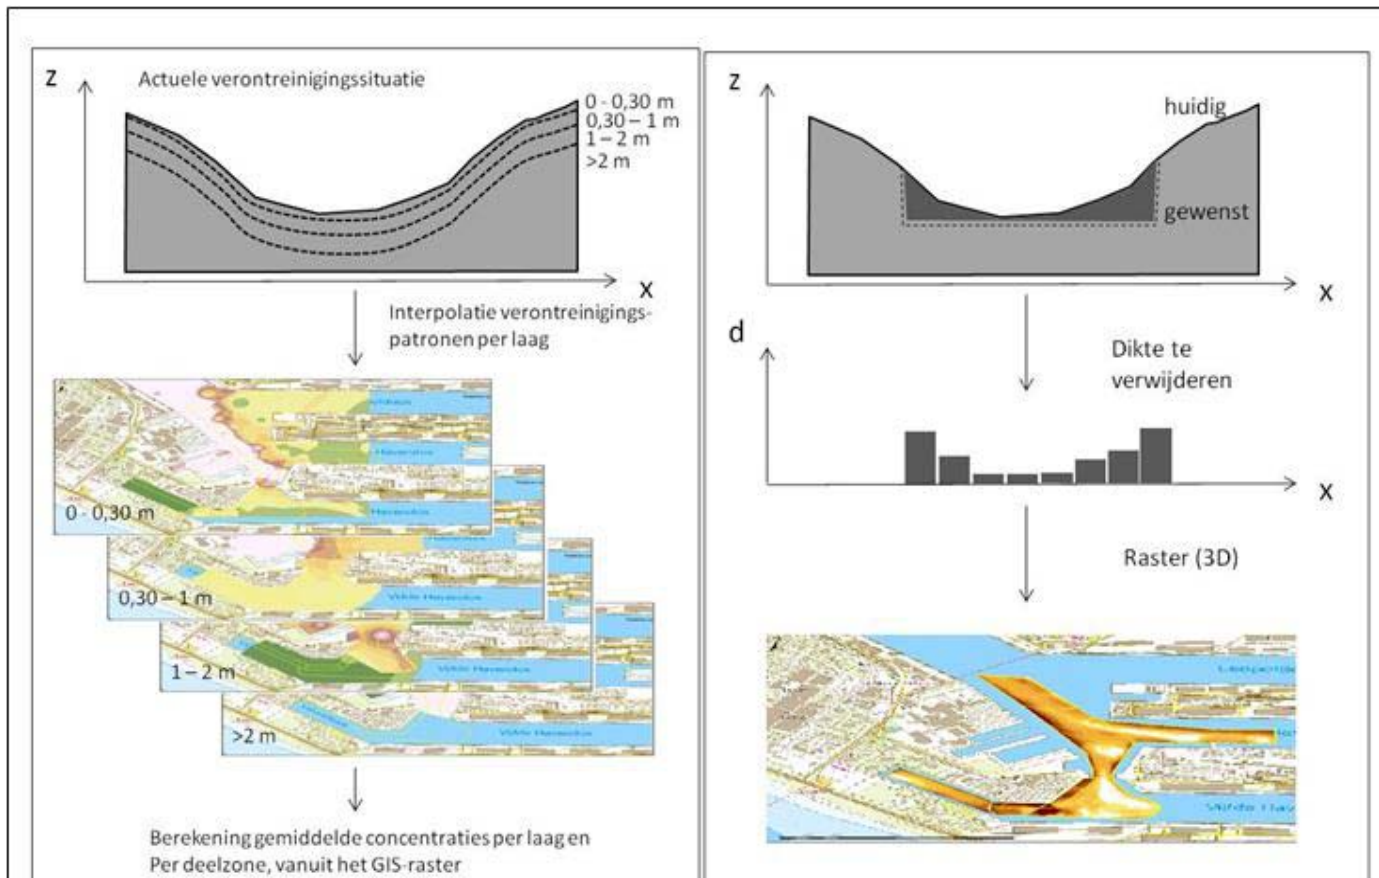 z
Actuele verontreinigingssituatie
0 - 0,30 m
0,30 – 1 m
1 – 2 m
>2 m
x
Interpolatie verontreinigings-
patronen per laag
0 - 0,30 m
0,30 – 1 m
1 – 2 m
>2 m
Berekening gemiddelde concentraties per laag en
Per deelzone, vanuit het GIS-raster
z
huidig
gewenst
x
d
Dikte te
verwijderen
x
Raster (3D)